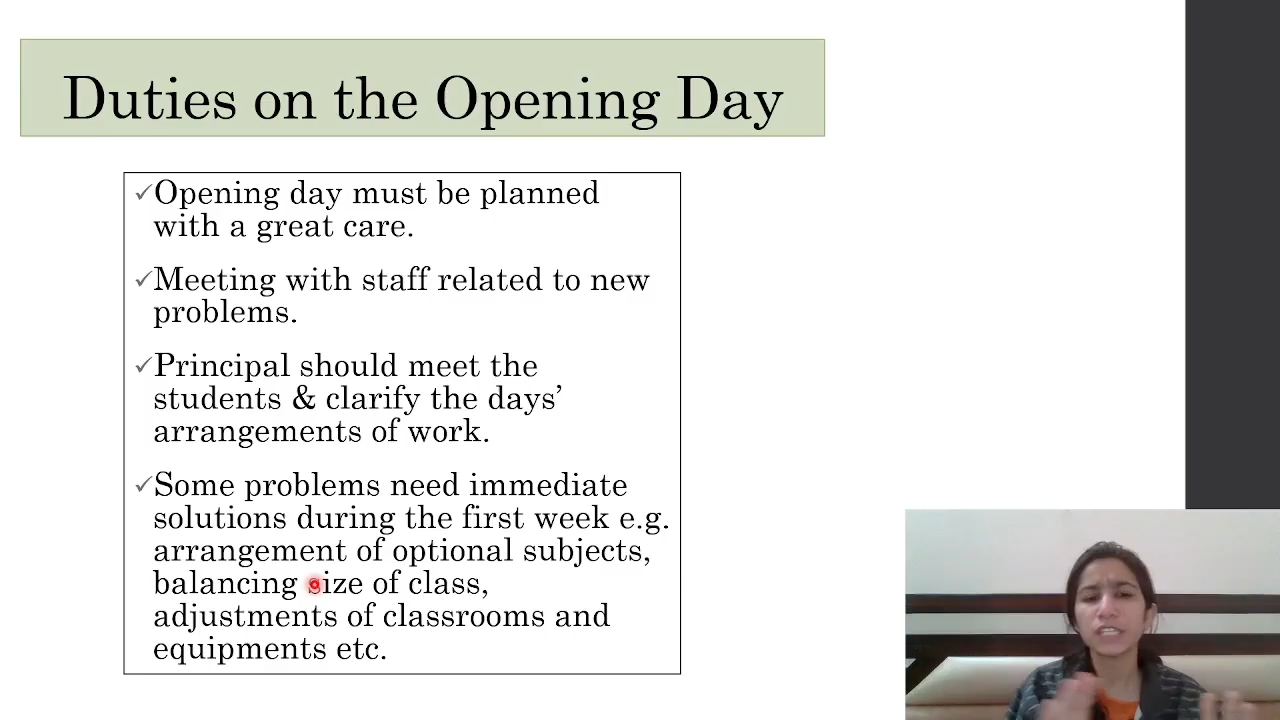 Duties on the Opening Day
✓Opening day must be planned
with a great care.
✓Meeting with staff related to new
problems.
✓Principal should meet the
students & clarify the days’
arrangements of work.
✓Some problems need immediate
solutions during the first week e.g.
arrangement of optional subjects,
balancing size of class,
adjustments of classrooms and
equipments etc.